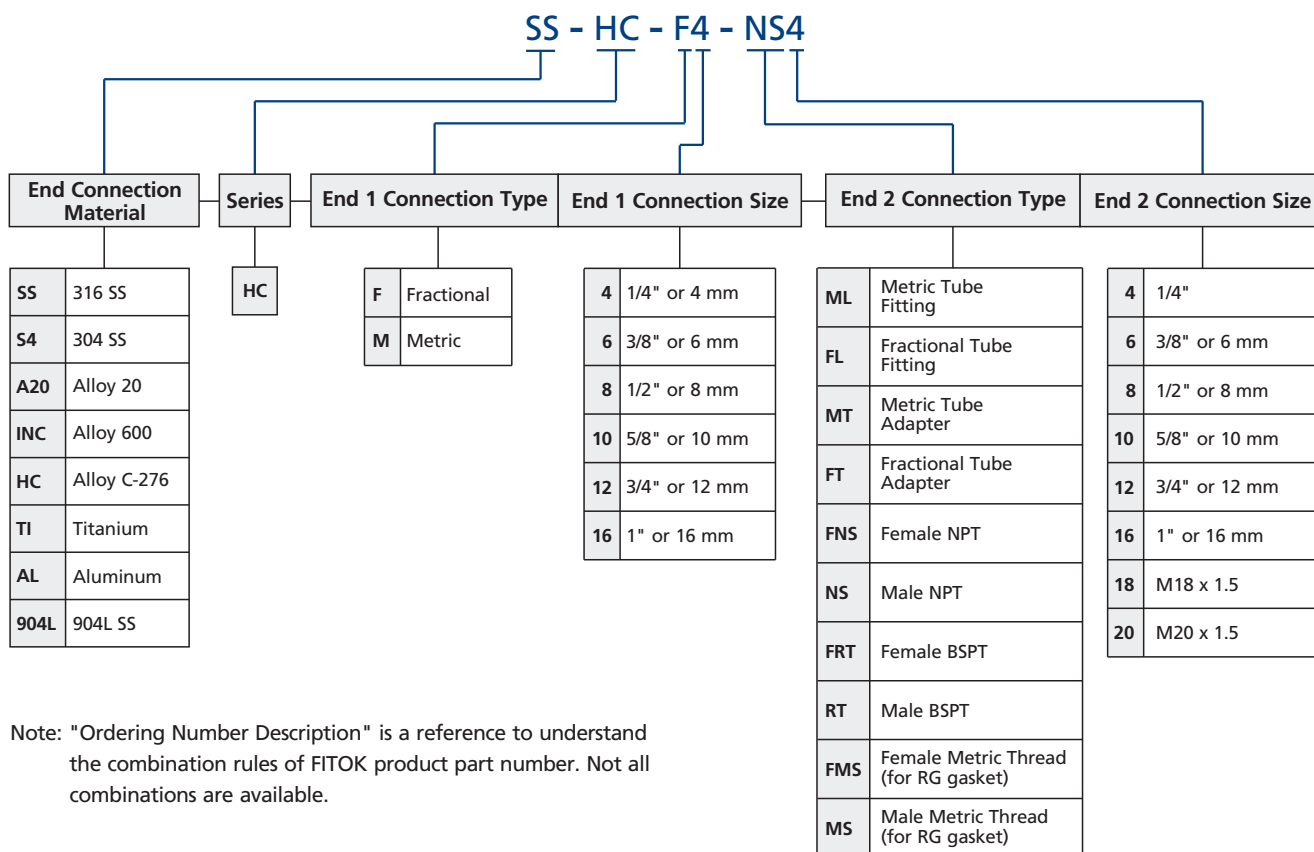 SS - HC - F4 - NS4
End Connection
Material
Series
End 1 Connection Type
End 1 Connection Size
End 2 Connection Type
End 2 Connection Size
SS 316 SS
S4 304 SS
A20 Alloy 20
INC Alloy 600
HC Alloy C-276
TI Titanium
AL Aluminum
904L 904L SS
HC
F Fractional
M Metric
4 1/4" or 4 mm
6 3/8" or 6 mm
8 1/2" or 8 mm
10 5/8" or 10 mm
12 3/4" or 12 mm
16 1" or 16 mm
ML Metric Tube
Fitting
FL Fractional Tube
Fitting
MT Metric Tube
Adapter
FT Fractional Tube
Adapter
FNS Female NPT
NS Male NPT
FRT Female BSPT
RT Male BSPT
FMS Female Metric Thread
(for RG gasket)
MS Male Metric Thread
(for RG gasket)
4 1/4"
6 3/8" or 6 mm
8 1/2" or 8 mm
10 5/8" or 10 mm
12 3/4" or 12 mm
16 1" or 16 mm
18 M18 x 1.5
20 M20 x 1.5
Note: "Ordering Number Description" is a reference to understand
the combination rules of FITOK product part number. Not all
combinations are available.